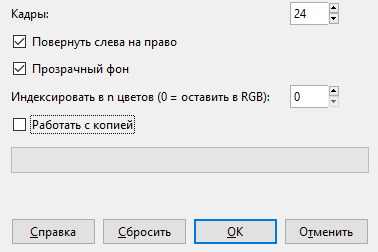 Кадры: 24
Повернуть слева на право
Прозрачный фон
Индексировать в n цветов (0 = оставить в RGB): 0
Работать с копией
Справка Сбросить OK Отменить